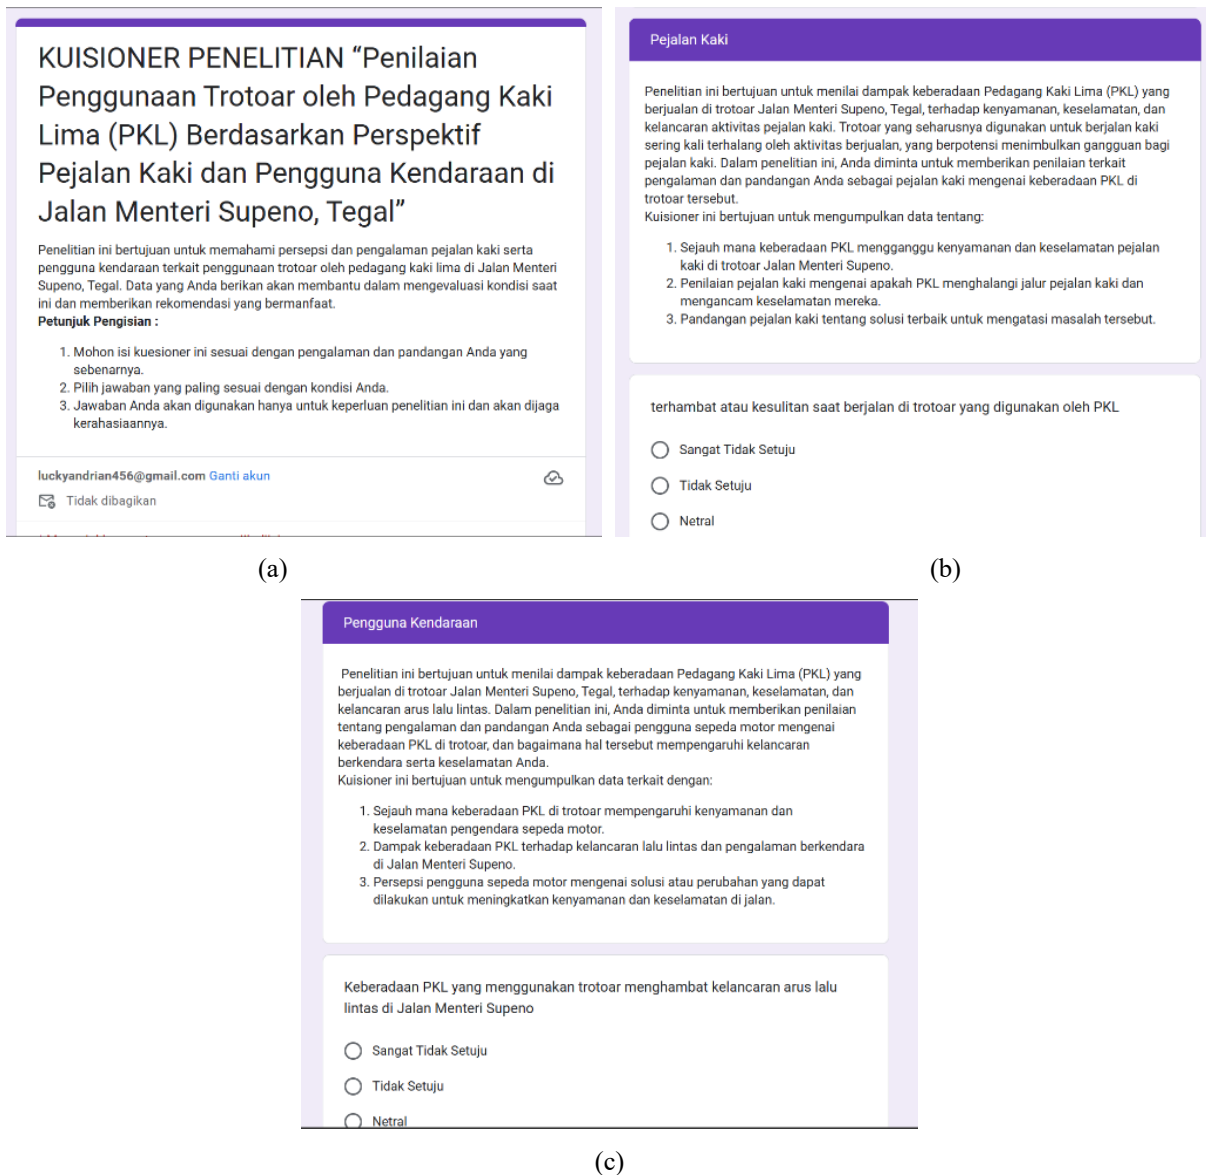 KUISIONER PENELITIAN “Penilaian
Penggunaan Trotoar oleh Pedagang Kaki
Lima (PKL) Berdasarkan Perspektif
Pejalan Kaki dan Pengguna Kendaraan di
Jalan Menteri Supeno, Tegal”
Penelitian ini bertujuan untuk memahami persepsi dan pengalaman pejalan kaki serta
pengguna kendaraan terkait penggunaan trotoar oleh pedagang kaki lima di Jalan Menteri
Supeno, Tegal. Data yang Anda berikan akan membantu dalam mengevaluasi kondisi saat
ini dan memberikan rekomendasi yang bermanfaat.
Petunjuk Pengisian :
1. Mohon isi kuesioner ini sesuai dengan pengalaman dan pandangan Anda yang
sebenarnya.
2. Pilih jawaban yang paling sesuai dengan kondisi Anda.
3. Jawaban Anda akan digunakan hanya untuk keperluan penelitian ini dan akan dijaga
kerahasiaannya.
luckyandrian456@gmail.com Ganti akun
Tidak dibagikan
(a)
Pejalan Kaki
Penelitian ini bertujuan untuk menilai dampak keberadaan Pedagang Kaki Lima (PKL) yang
berjualan di trotoar Jalan Menteri Supeno, Tegal, terhadap kenyamanan, keselamatan, dan
kelancaran aktivitas pejalan kaki. Trotoar yang seharusnya digunakan untuk berjalan kaki
sering kali terhalang oleh aktivitas berjualan, yang berpotensi menimbulkan gangguan bagi
pejalan kaki. Dalam penelitian ini, Anda diminta untuk memberikan penilaian terkait
pengalaman dan pandangan Anda sebagai pejalan kaki mengenai keberadaan PKL di
trotoar tersebut.
Kuisioner ini bertujuan untuk mengumpulkan data tentang:
1. Sejauh mana keberadaan PKL mengganggu kenyamanan dan keselamatan pejalan
kaki di trotoar Jalan Menteri Supeno.
2. Penilaian pejalan kaki mengenai apakah PKL menghalangi jalur pejalan kaki dan
mengancam keselamatan mereka.
3. Pandangan pejalan kaki tentang solusi terbaik untuk mengatasi masalah tersebut.
terhambat atau kesulitan saat berjalan di trotoar yang digunakan oleh PKL
Sangat Tidak Setuju
Tidak Setuju
Netral
(b)
Pengguna Kendaraan
Penelitian ini bertujuan untuk menilai dampak keberadaan Pedagang Kaki Lima (PKL) yang
berjualan di trotoar Jalan Menteri Supeno, Tegal, terhadap kenyamanan, keselamatan, dan
kelancaran arus lalu lintas. Dalam penelitian ini, Anda diminta untuk memberikan penilaian
tentang pengalaman dan pandangan Anda sebagai pengguna sepeda motor mengenai
keberadaan PKL di trotoar, dan bagaimana hal tersebut mempengaruhi kelancaran
berkendara serta keselamatan Anda.
Kuisioner ini bertujuan untuk mengumpulkan data terkait dengan:
1. Sejauh mana keberadaan PKL di trotoar mempengaruhi kenyamanan dan
keselamatan pengendara sepeda motor.
2. Dampak keberadaan PKL terhadap kelancaran lalu lintas dan pengalaman berkendara
di Jalan Menteri Supeno.
3. Persepsi pengguna sepeda motor mengenai solusi atau perubahan yang dapat
dilakukan untuk meningkatkan kenyamanan dan keselamatan di jalan.
Keberadaan PKL yang menggunakan trotoar menghambat kelancaran arus lalu
lintas di Jalan Menteri Supeno
Sangat Tidak Setuju
Tidak Setuju
Netral
(c)